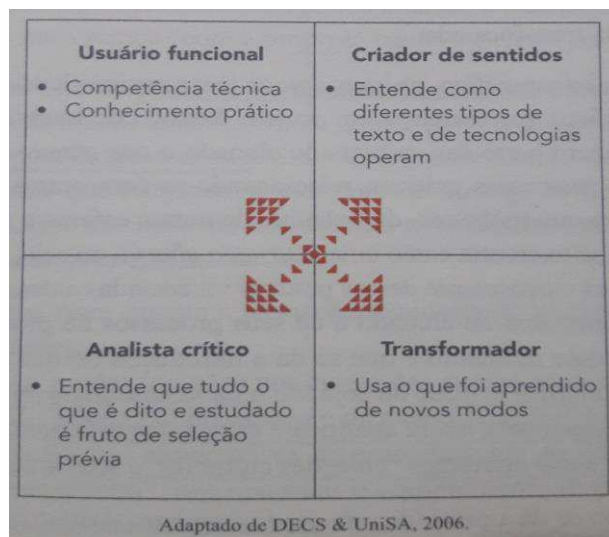 Usuário funcional
• Competência técnica
• Conhecimento prático
Criador de sentidos
• Entende como
diferentes tipos de
texto e de tecnologias
operam
Analista crítico
• Entende que tudo o
que é dito e estudado
é fruto de seleção
prévia
Transformador
• Usa o que foi aprendido
de novos modos
Adaptado de DECS & UniSA, 2006.